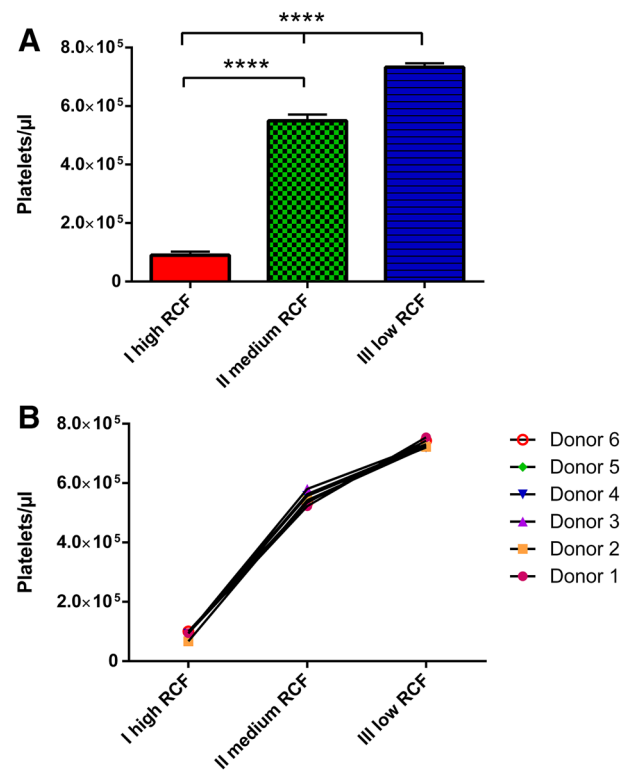 A
****
****
Platelets/µl
8.0×10⁵
6.0×10⁵
4.0×10⁵
2.0×10⁵
0
I high RCF
II medium RCF
III low RCF
B
Platelets/µl
8.0×10⁵
6.0×10⁵
4.0×10⁵
2.0×10⁵
0
I high RCF
II medium RCF
III low RCF
Donor 6
Donor 5
Donor 4
Donor 3
Donor 2
Donor 1